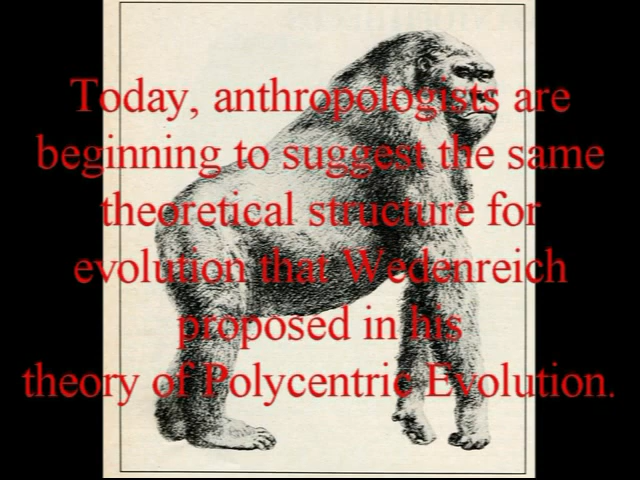 Today, anthropologists are
beginning to suggest the same
theoretical structure for
evolution that Wedenreich
proposed in his
theory of Polycentric Evolution.